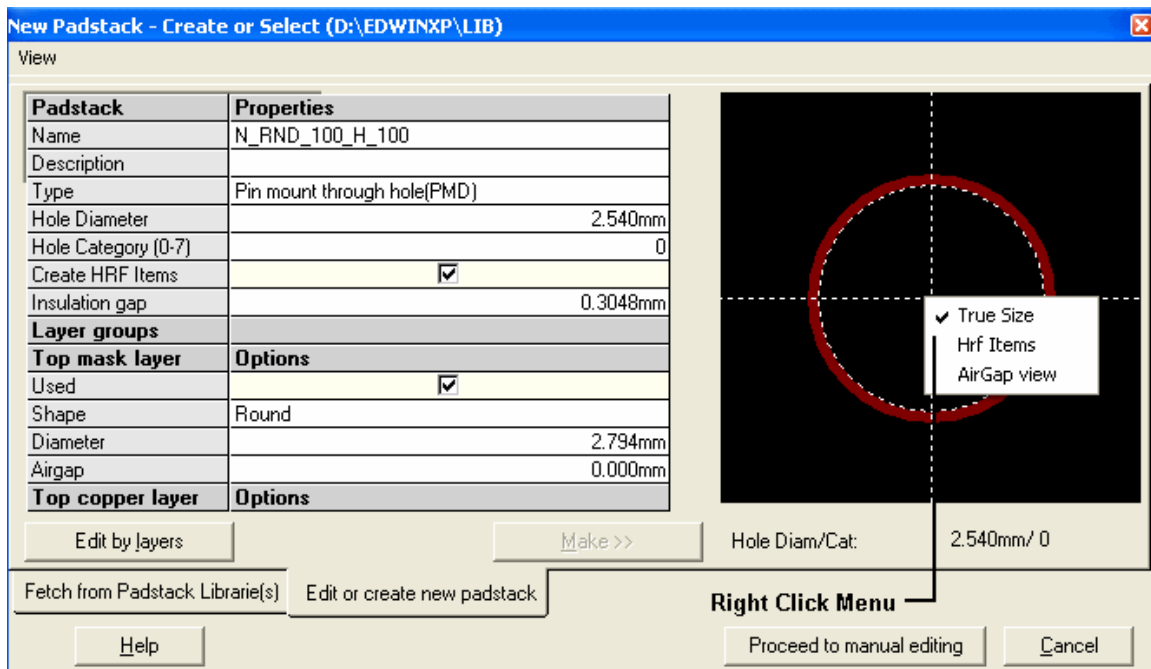 New Padstack - Create or Select (D:\EDWINXP\LIB)
View
Padstack Properties
Name N_RND_100_H_100
Description
Type Pin mount through hole(PMD)
Hole Diameter 2.540mm
Hole Category (0-7) 0
Create HRF Items
Insulation gap 0.3048mm
Layer groups
Top mask layer Options
Used
Shape Round
Diameter 2.794mm
Airgap 0.000mm
Top copper layer Options
True Size
Hrf Items
AirGap view
Edit by layers Make >> Hole Diam/Cat: 2.540mm/ 0
Fetch from Padstack Librarie(s) Edit or create new padstack
Right Click Menu
Help Proceed to manual editing Cancel